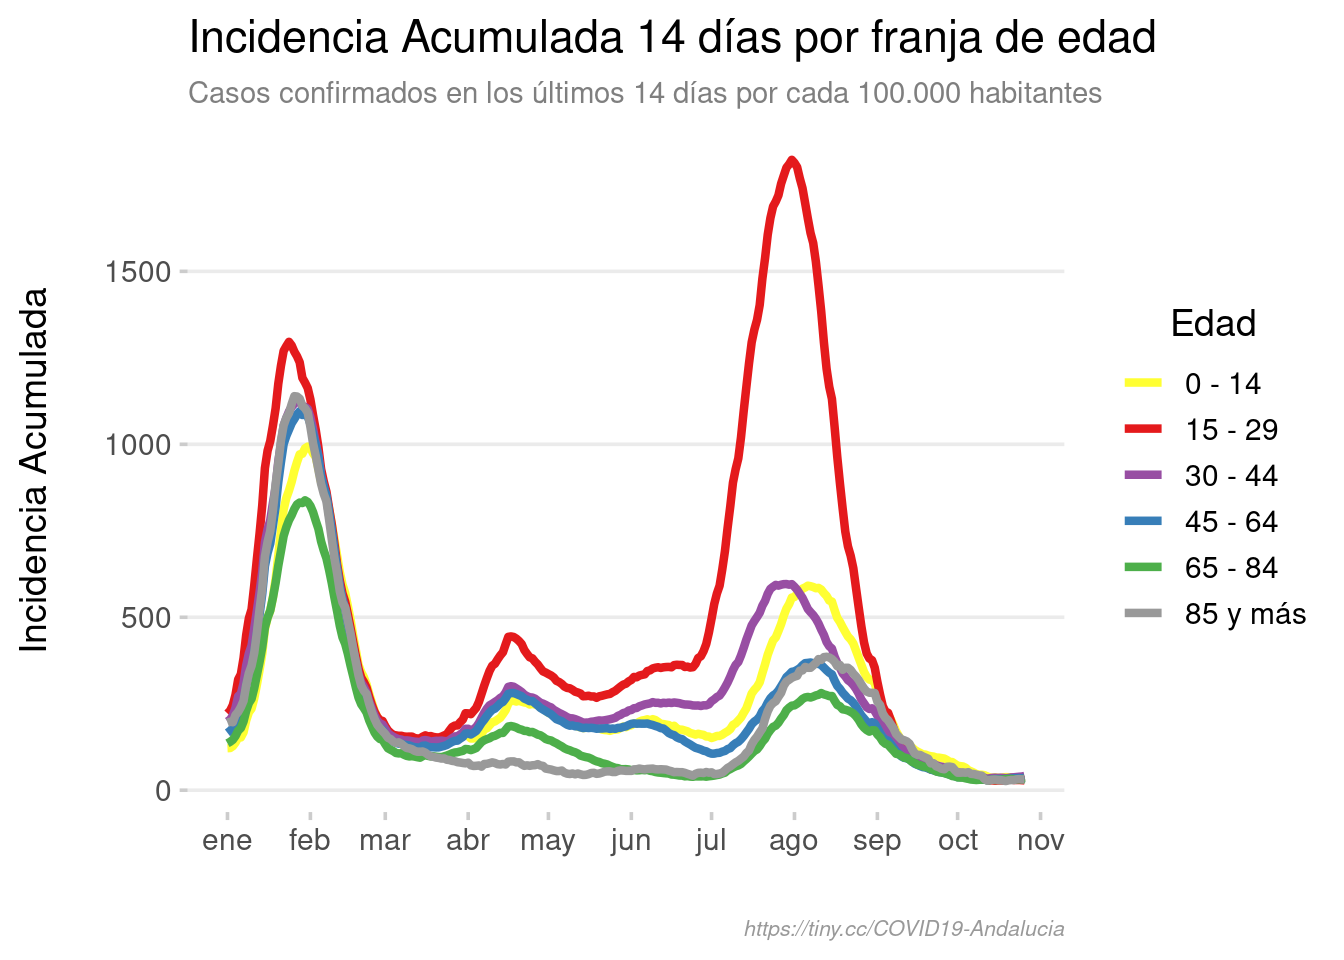 Incidencia Acumulada 14 días por franja de edad
Casos confirmados en los últimos 14 días por cada 100.000 habitantes
Incidencia Acumulada
1500
1000
500
0
ene feb mar abr may jun jul ago sep oct nov
Edad
0 - 14
15 - 29
30 - 44
45 - 64
65 - 84
85 y más
https://tiny.cc/COVID19-Andalucia